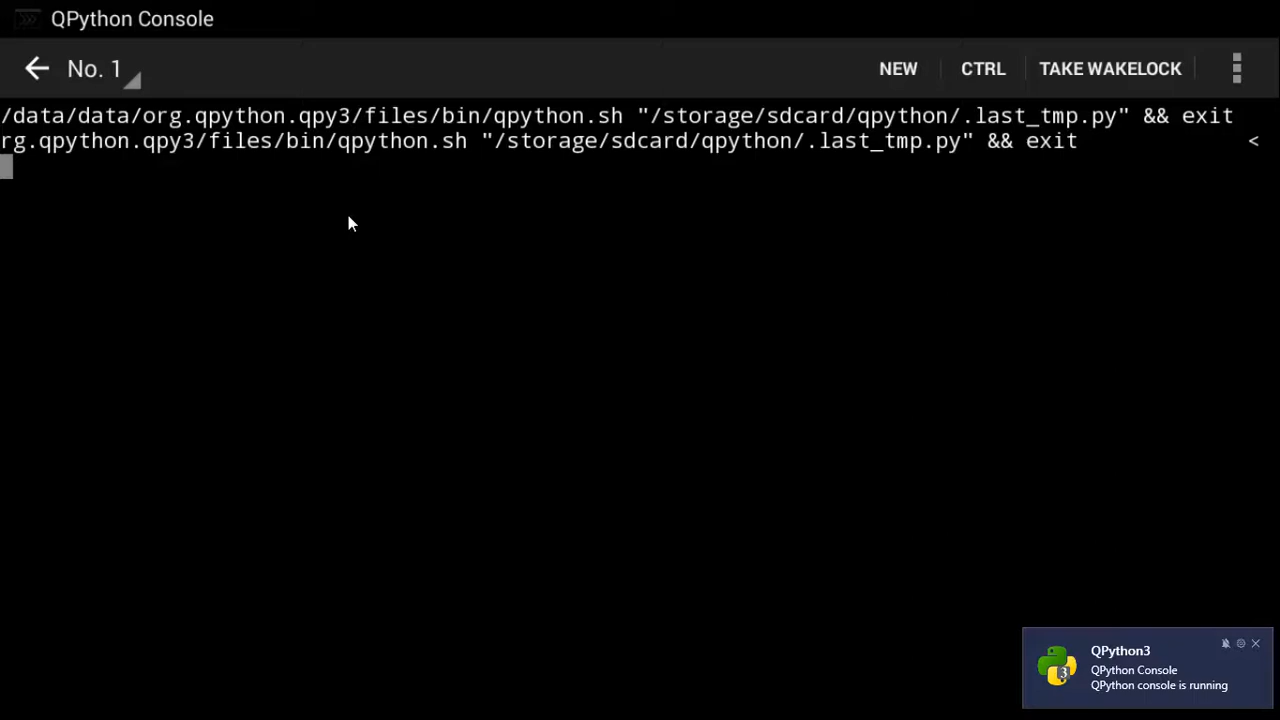 QPython Console
No. 1
NEW
CTRL
TAKE WAKELOCK
/data/data/org.qpython.qpy3/files/bin/qpython.sh "/storage/sdcard/qpython/.last_tmp.py" && exit
rg.qpython.qpy3/files/bin/qpython.sh "/storage/sdcard/qpython/.last_tmp.py" && exit <
QPython3
QPython Console
QPython console is running
3